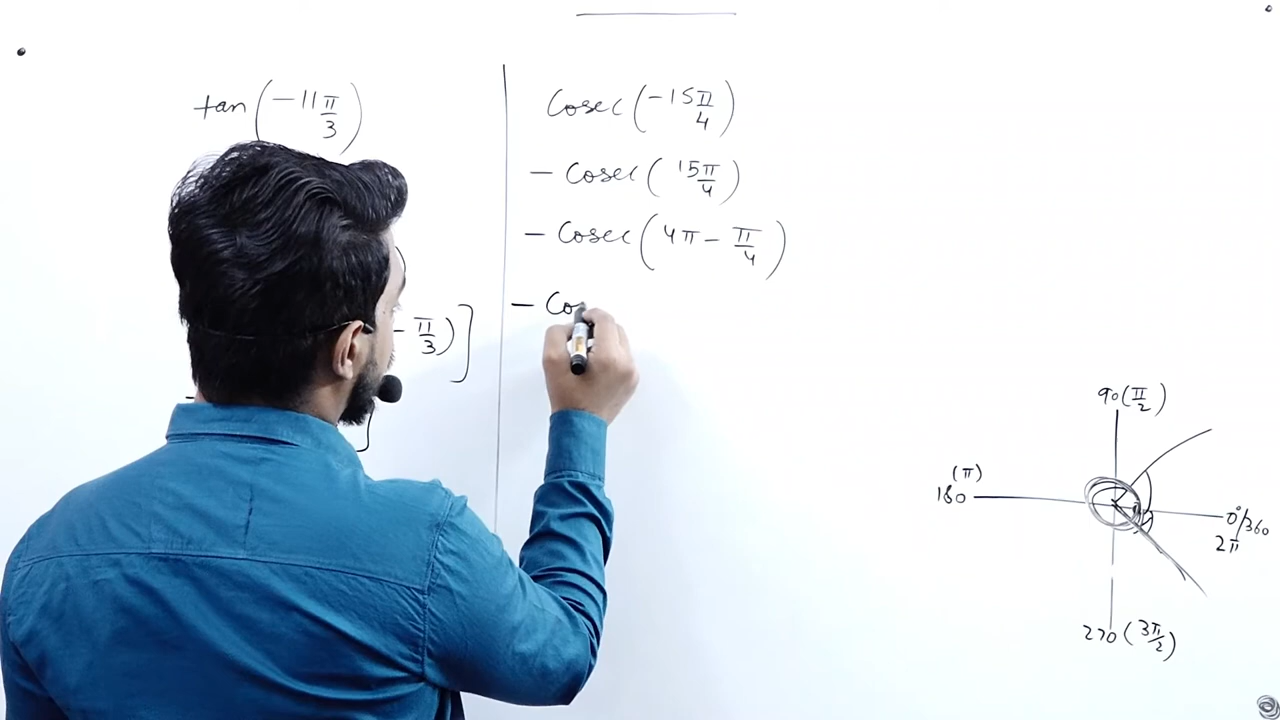 tan(-11π/3)
- π/3)]
]
Cosec(-15π/4)
- Cosec(15π/4)
- Cosec(4π - π/4)
- Co
90(π/2)
(π)
180
0°/360
2π
270(3π/2)